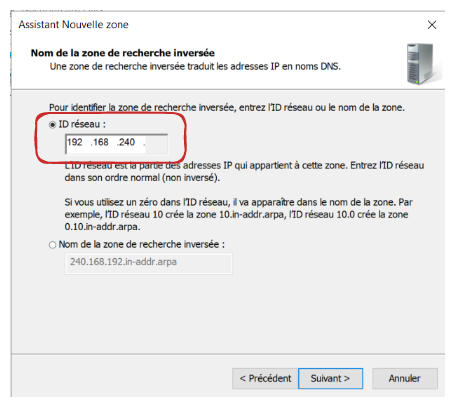 Assistant Nouvelle zone
Nom de la zone de recherche inversée
Une zone de recherche inversée traduit les adresses IP en noms DNS.
Pour identifier la zone de recherche inversée, entrez l'ID réseau ou le nom de la zone.
ID réseau :
192 .168 .240 .
L'ID réseau est la partie des adresses IP qui appartient à cette zone. Entrez l'ID réseau
dans son ordre normal (non inversé).
Si vous utilisez un zéro dans l'ID réseau, il va apparaître dans le nom de la zone. Par
exemple, l'ID réseau 10 crée la zone 10.in-addr.arpa, l'ID réseau 10.0 crée la zone
0.10.in-addr.arpa.
Nom de la zone de recherche inversée :
240.168.192.in-addr.arpa
< Précédent Suivant > Annuler